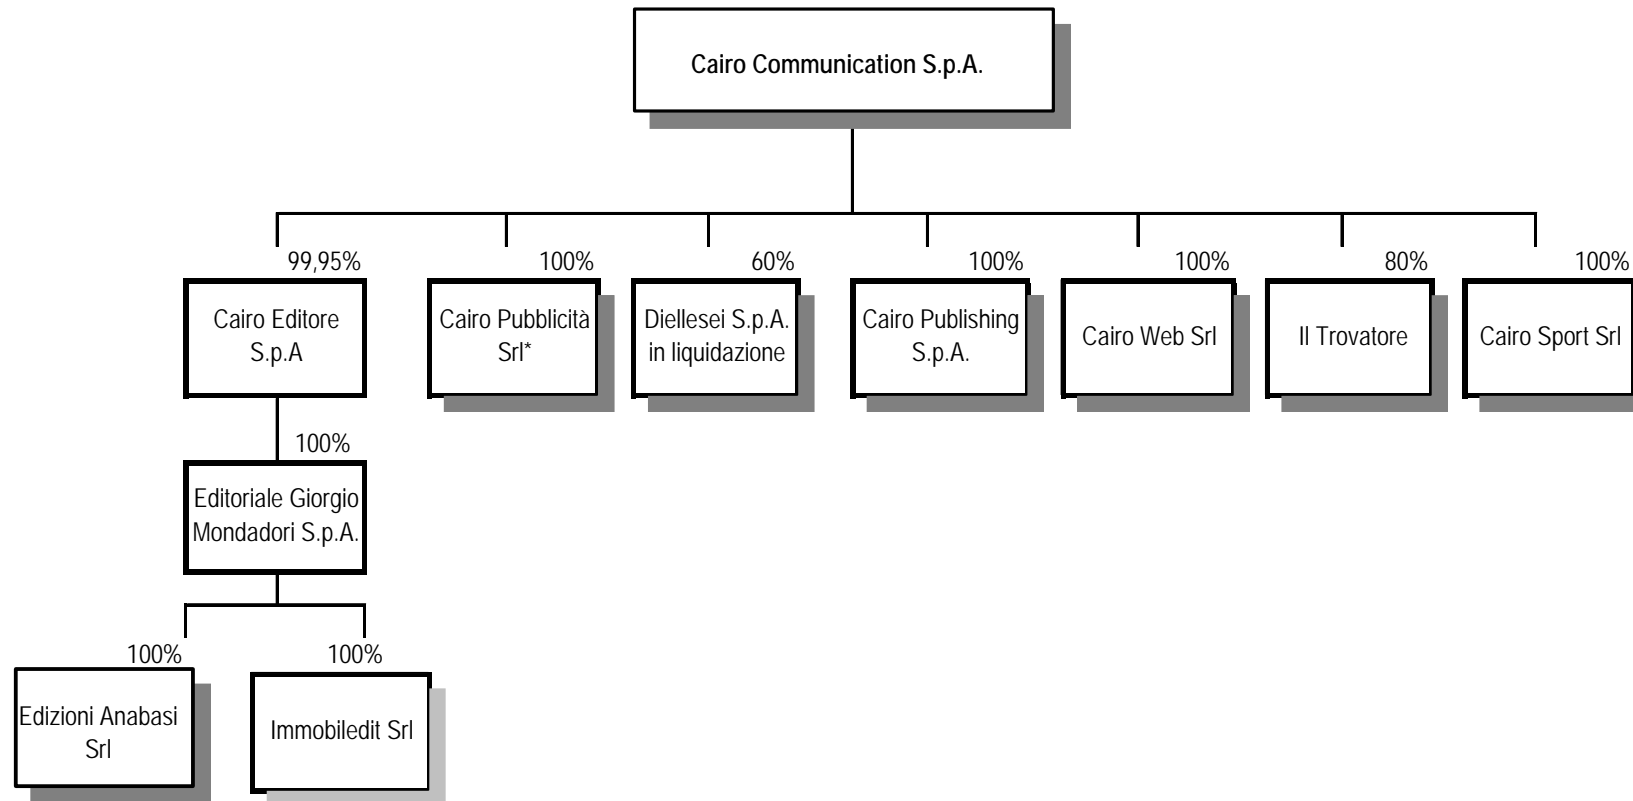 Cairo Communication S.p.A.
99,95%
100%
60%
100%
100%
80%
100%
Cairo Editore
S.p.A
Cairo Pubblicità
Srl*
Diellesei S.p.A.
in liquidazione
Cairo Publishing
S.p.A.
Cairo Web Srl
Il Trovatore
Cairo Sport Srl
100%
Editoriale Giorgio
Mondadori S.p.A.
100%
100%
Edizioni Anabasi
Srl
Immobiledit Srl